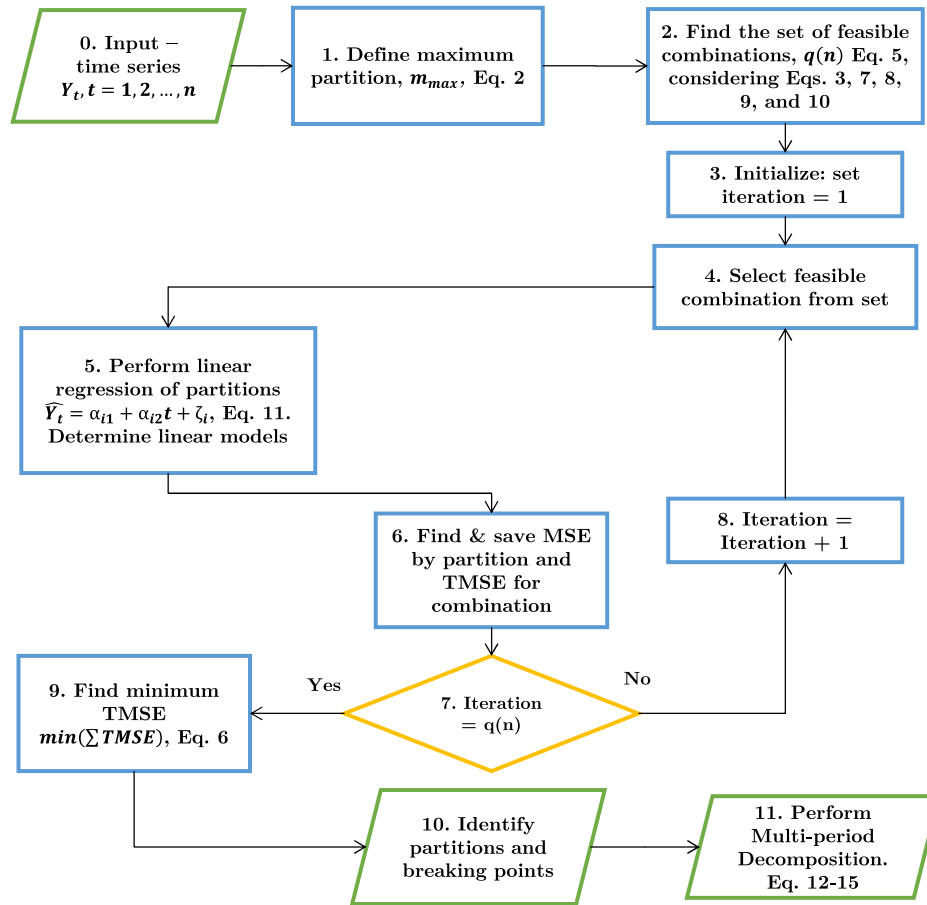 0. Input –
time series
Y_t, t = 1, 2, ..., n
1. Define maximum
partition, m_max, Eq. 2
2. Find the set of feasible
combinations, q(n) Eq. 5,
considering Eqs. 3, 7, 8,
9, and 10
3. Initialize: set
iteration = 1
4. Select feasible
combination from set
5. Perform linear
regression of partitions
Ŷ_t = α_i1 + α_i2 t + ζ_i, Eq. 11.
Determine linear models
6. Find & save MSE
by partition and
TMSE for
combination
7. Iteration
= q(n)
Yes
No
8. Iteration =
Iteration + 1
9. Find minimum
TMSE
min(∑ TMSE), Eq. 6
10. Identify
partitions and
breaking points
11. Perform
Multi-period
Decomposition.
Eq. 12-15